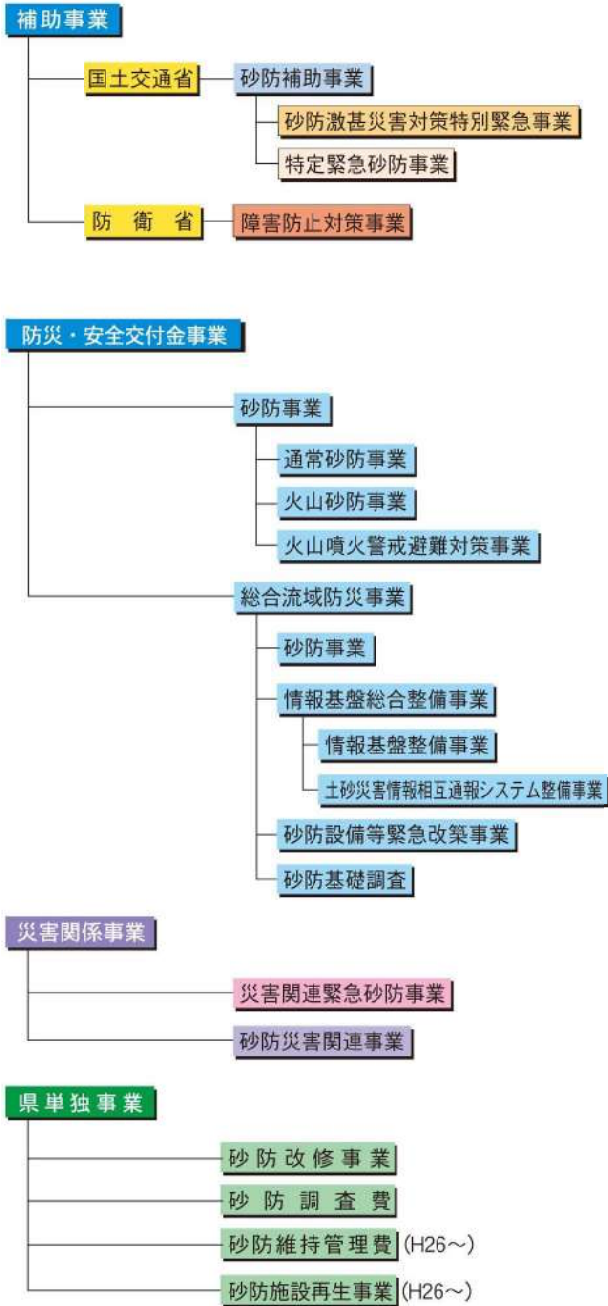 補助事業
国土交通省
砂防補助事業
砂防激甚災害対策特別緊急事業
特定緊急砂防事業
防衛省
障害防止対策事業
防災・安全交付金事業
砂防事業
通常砂防事業
火山砂防事業
火山噴火警戒避難対策事業
総合流域防災事業
砂防事業
情報基盤総合整備事業
情報基盤整備事業
土砂災害情報相互通報システム整備事業
砂防設備等緊急改築事業
砂防基礎調査
災害関係事業
災害関連緊急砂防事業
砂防災害関連事業
県単独事業
砂防改修事業
砂防調査費
砂防維持管理費 (H26~)
砂防施設再生事業 (H26~)